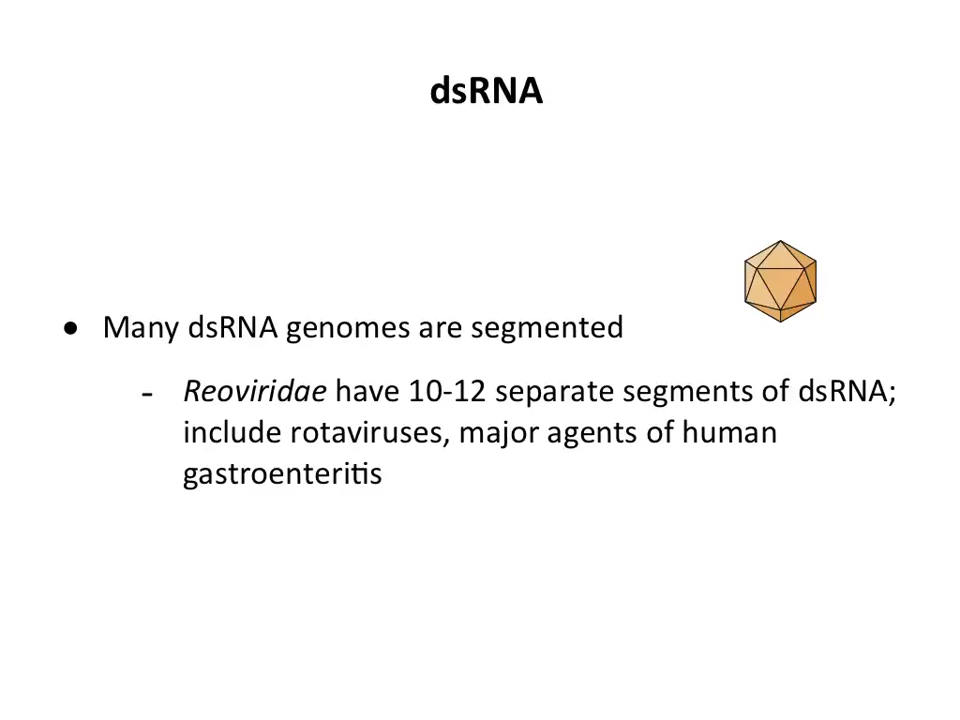 dsRNA
• Many dsRNA genomes are segmented
- Reoviridae have 10-12 separate segments of dsRNA;
include rotaviruses, major agents of human
gastroenteritis